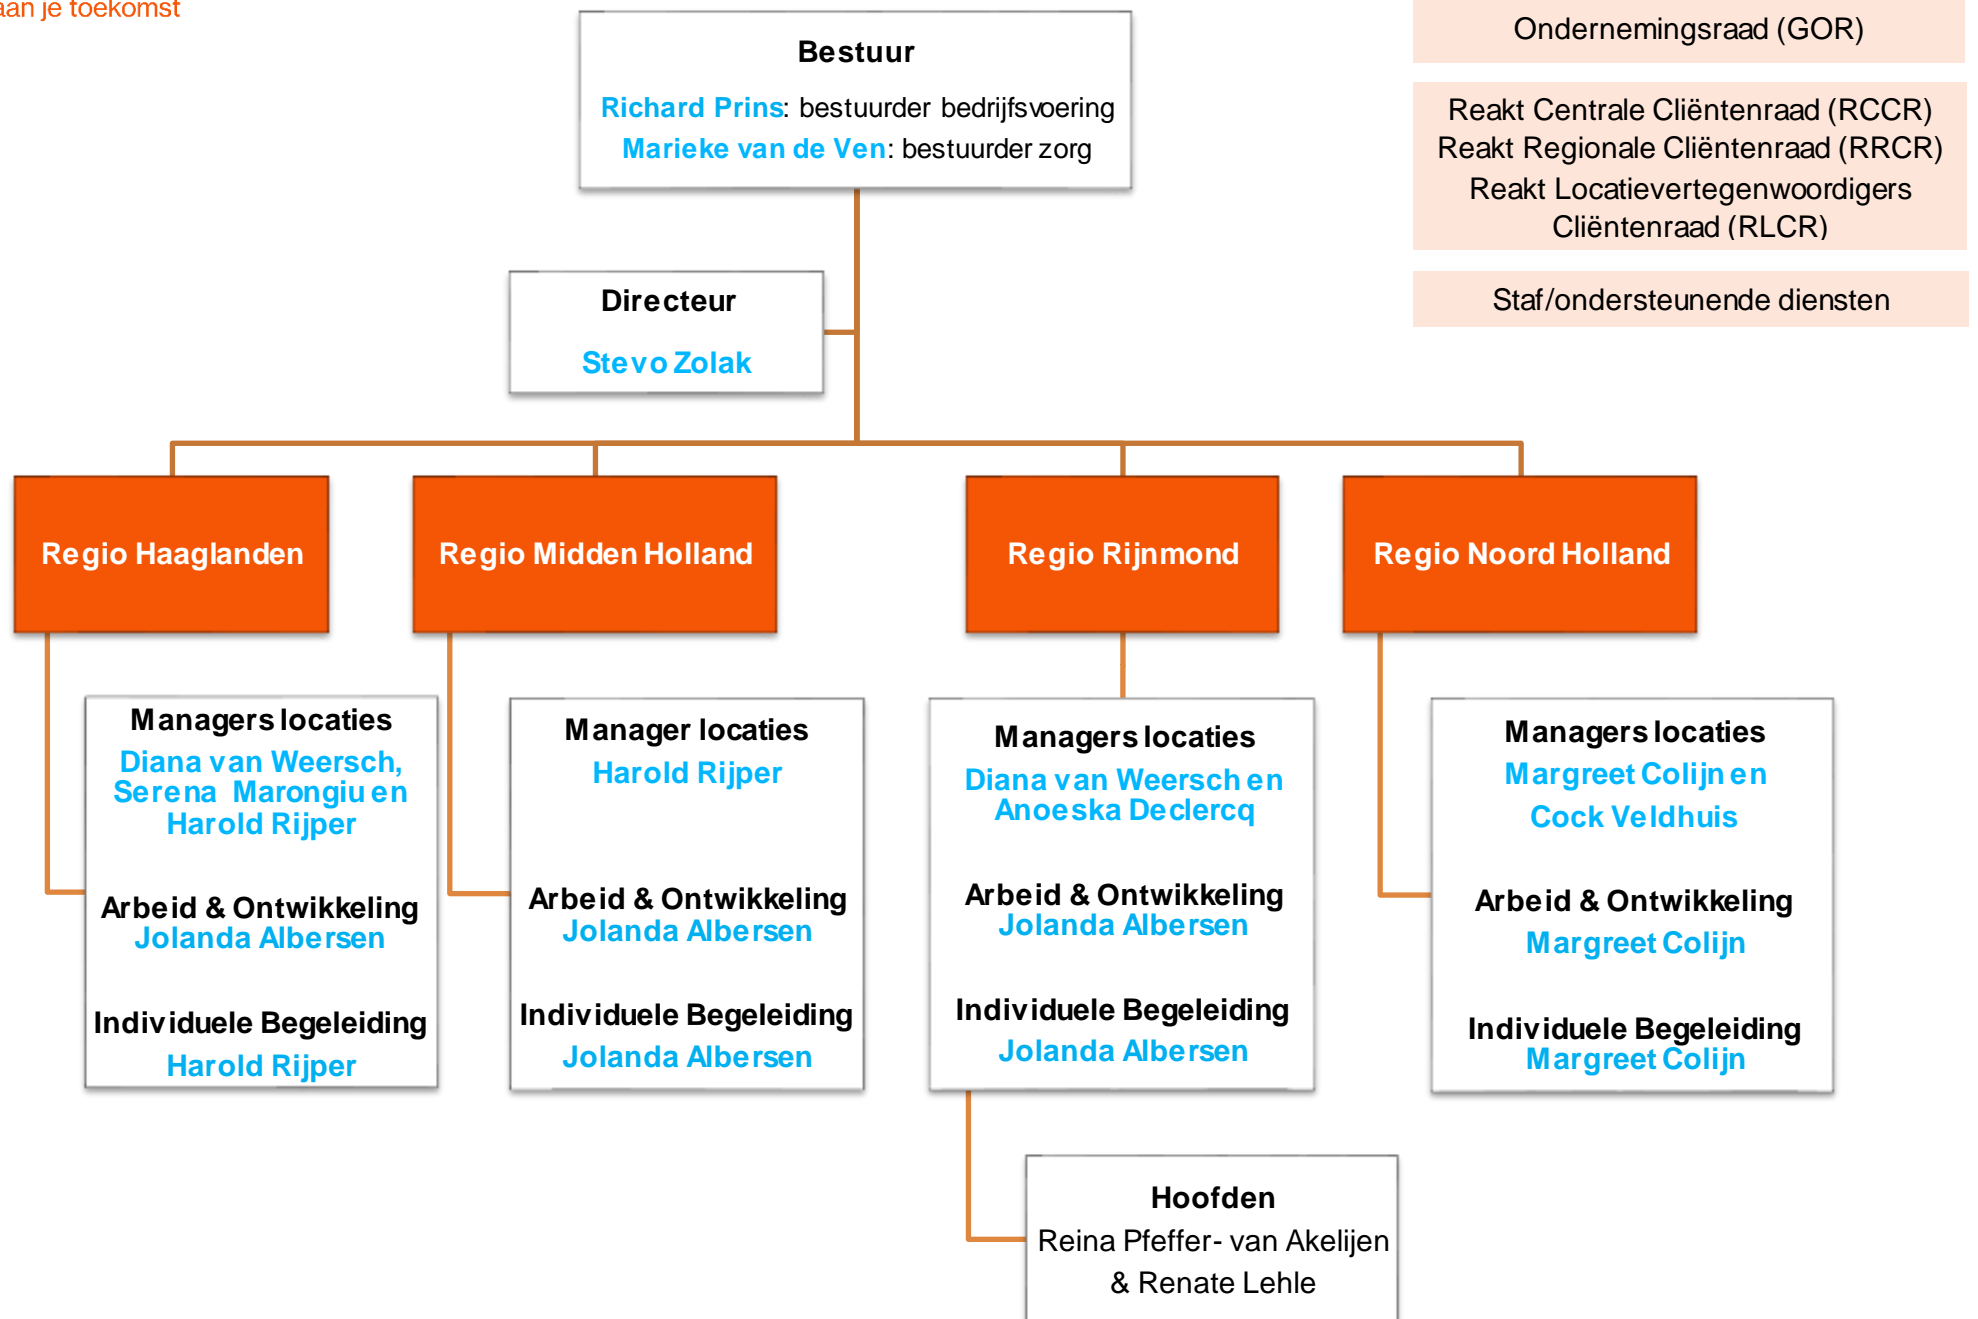 aan je toekomst
Bestuur
Richard Prins: bestuurder bedrijfsvoering
Marieke van de Ven: bestuurder zorg
Ondernemingsraad (GOR)
Reakt Centrale Cliëntenraad (RCCR)
Reakt Regionale Cliëntenraad (RRCR)
Reakt Locatievertegenwoordigers
Cliëntenraad (RLCR)
Staf/ondersteunende diensten
Directeur
Stevo Zolak
Regio Haaglanden
Regio Midden Holland
Regio Rijnmond
Regio Noord Holland
Managers locaties
Diana van Weersch,
Serena Marongiu en
Harold Rijper
Arbeid & Ontwikkeling
Jolanda Albersen
Individuele Begeleiding
Harold Rijper
Manager locaties
Harold Rijper
Arbeid & Ontwikkeling
Jolanda Albersen
Individuele Begeleiding
Jolanda Albersen
Managers locaties
Diana van Weersch en
Anoeska Declercq
Arbeid & Ontwikkeling
Jolanda Albersen
Individuele Begeleiding
Jolanda Albersen
Managers locaties
Margreet Colijn en
Cock Veldhuis
Arbeid & Ontwikkeling
Margreet Colijn
Individuele Begeleiding
Margreet Colijn
Hoofden
Reina Pfeffer- van Akelijen
& Renate Lehle